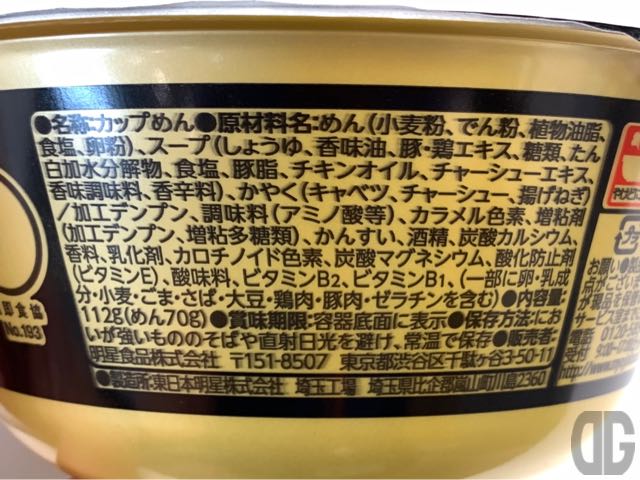 ●名称:カップめん●原材料名:めん(小麦粉、でん粉、植物油脂、
食塩、卵粉)、スープ(しょうゆ、香味油、豚・鶏エキス、糖類、たん
白加水分解物、食塩、豚脂、チキンオイル、チャーシューエキス、
香味調味料、香辛料)、かやく(キャベツ、チャーシュー、揚げねぎ)
/加工デンプン、調味料(アミノ酸等)、カラメル色素、増粘剤
(加工デンプン、増粘多糖類)、かんすい、酒精、炭酸カルシウム、
香料、乳化剤、カロチノイド色素、炭酸マグネシウム、酸化防止剤
(ビタミンE)、酸味料、ビタミンB2、ビタミンB1、(一部に卵・乳成
分・小麦・ごま・さば・大豆・鶏肉・豚肉・ゼラチンを含む)●内容量:
112g(めん70g)●賞味期限:容器底面に表示●保存方法:にお
いが強いもののそばや直射日光を避け、常温で保存●販売者:
明星食品株式会社 〒151-8507 東京都渋谷区千駄ヶ谷3-50-11
●製造所:東日本明星株式会社 埼玉工場 埼玉県比企郡嵐山町川島2360
即食協
No.193
DG